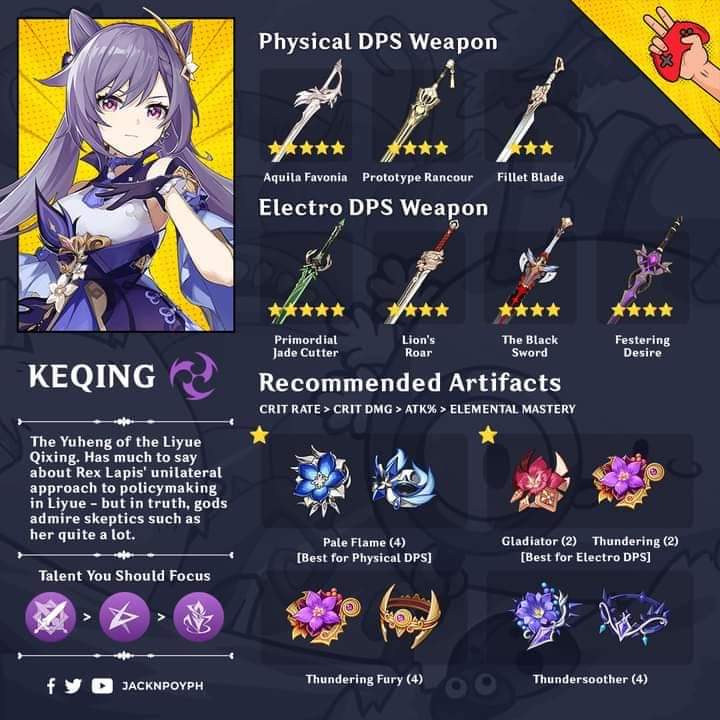 Physical DPS Weapon
Aquila Favonia
Prototype Rancour
Fillet Blade
Electro DPS Weapon
Primordial
Jade Cutter
Lion's
Roar
The Black
Sword
Festering
Desire
KEQING
The Yuheng of the Liyue
Qixing. Has much to say
about Rex Lapis' unilateral
approach to policymaking
in Liyue – but in truth, gods
admire skeptics such as
her quite a lot.
Talent You Should Focus
> >
JACKNPOYPH
Recommended Artifacts
CRIT RATE > CRIT DMG > ATK% > ELEMENTAL MASTERY
Pale Flame (4)
[Best for Physical DPS]
Gladiator (2) Thundering (2)
[Best for Electro DPS]
Thundering Fury (4)
Thundersoother (4)